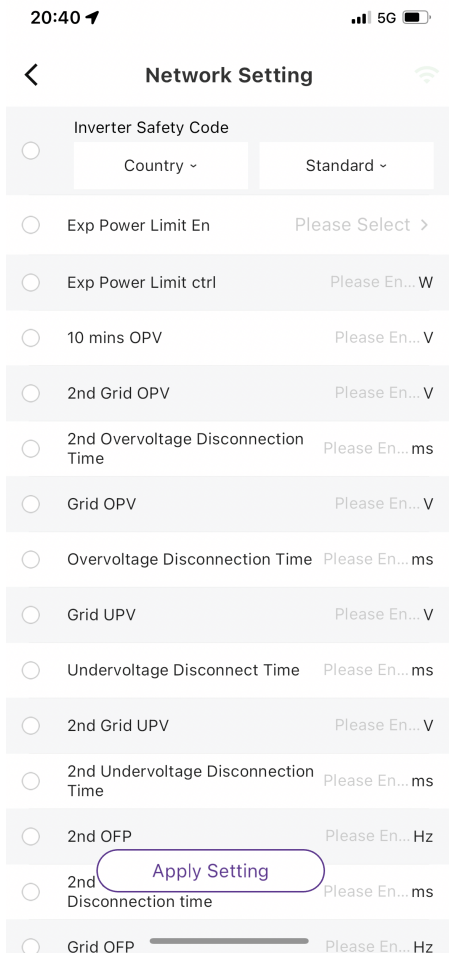 20:40
5G
Network Setting
Inverter Safety Code
Country
Standard
Exp Power Limit En
Please Select
Exp Power Limit ctrl
Please En... W
10 mins OPV
Please En... V
2nd Grid OPV
Please En... V
2nd Overvoltage Disconnection
Time
Please En... ms
Grid OPV
Please En... V
Overvoltage Disconnection Time
Please En... ms
Grid UPV
Please En... V
Undervoltage Disconnect Time
Please En... ms
2nd Grid UPV
Please En... V
2nd Undervoltage Disconnection
Time
Please En... ms
2nd OFP
Please En... Hz
Apply Setting
2nd
Disconnection time
Please En... ms
Grid OFP
Please En... Hz